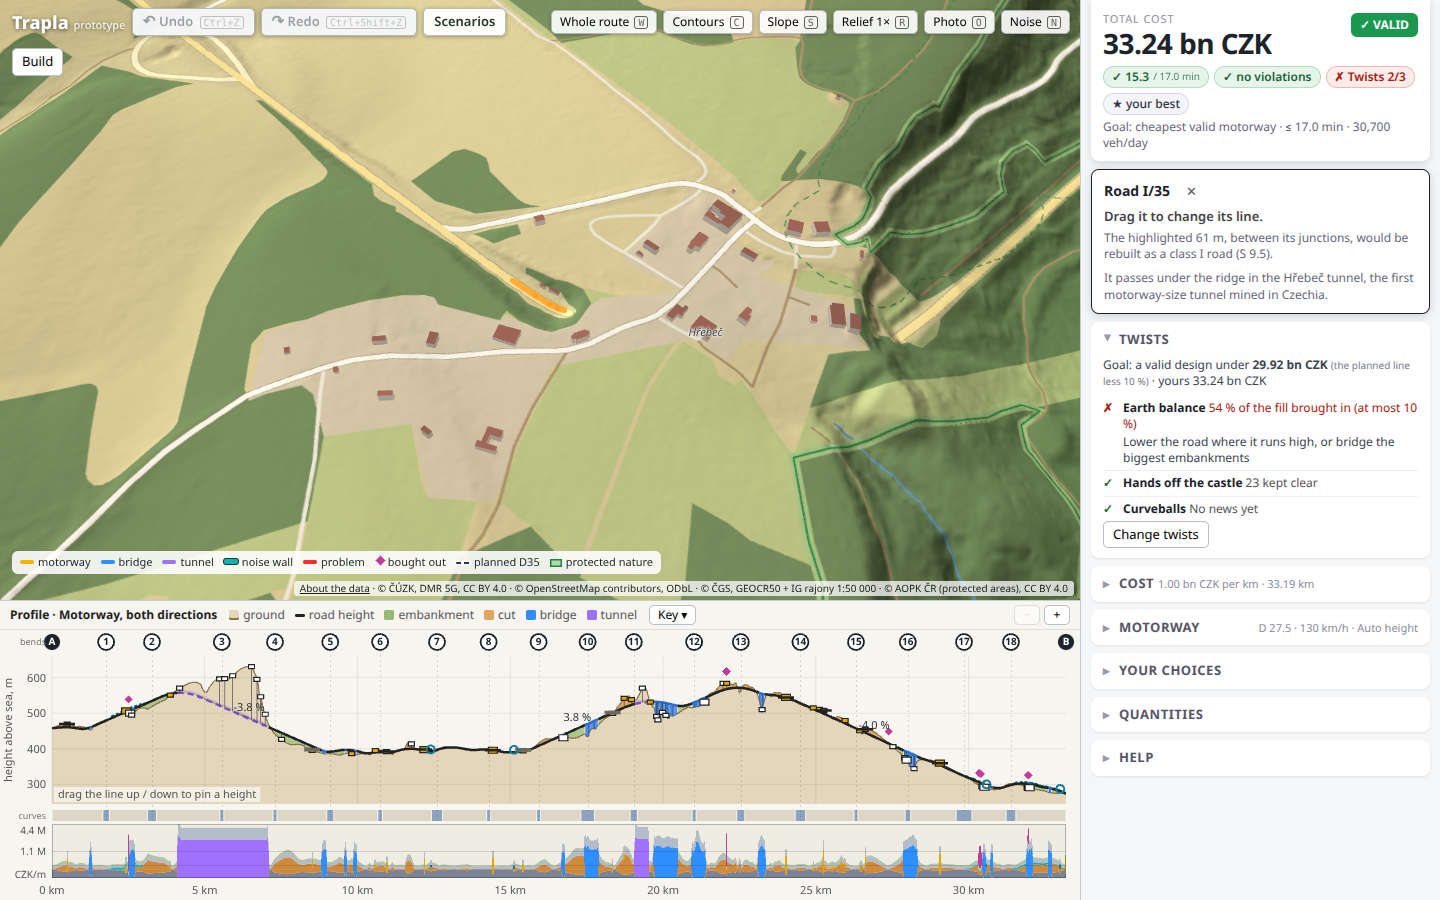 Trapla prototype
↶ Undo Ctrl+Z
↷ Redo Ctrl+Shift+Z
Scenarios
Whole route W
Contours C
Slope S
Relief 1× R
Photo O
Noise N
Build
Hřebeč
motorway bridge tunnel noise wall problem bought out planned D35 protected nature
About the data · © ČÚZK, DMR 5G, CC BY 4.0 · © OpenStreetMap contributors, ODbL · © ČGS, GEOCR50 + IG rajony 1:50 000 · © AOPK ČR (protected areas), CC BY 4.0
TOTAL COST
33.24 bn CZK
✓ VALID
✓ 15.3 / 17.0 min
✓ no violations
✗ Twists 2/3
★ your best
Goal: cheapest valid motorway · ≤ 17.0 min · 30,700
veh/day
Road I/35 ✕
Drag it to change its line.
The highlighted 61 m, between its junctions, would be
rebuilt as a class I road (S 9.5).
It passes under the ridge in the Hřebeč tunnel, the first
motorway-size tunnel mined in Czechia.
▼ TWISTS
Goal: a valid design under 29.92 bn CZK (the planned line
less 10 %) · yours 33.24 bn CZK
✗ Earth balance 54 % of the fill brought in (at most 10
%)
Lower the road where it runs high, or bridge the
biggest embankments
✓ Hands off the castle 23 kept clear
✓ Curveballs No news yet
Change twists
▶ COST 1.00 bn CZK per km · 33.19 km
▶ MOTORWAY D 27.5 · 130 km/h · Auto height
▶ YOUR CHOICES
▶ QUANTITIES
▶ HELP
Profile · Motorway, both directions ground road height embankment cut bridge tunnel Key ▾
− +
bends A 1 2 3 4 5 6 7 8 9 10 11 12 13 14 15 16 17 18 B
height above sea, m
600
500
400
300
-3.8 %
3.8 %
-4.0 %
drag the line up / down to pin a height
curves
4.4 M
1.1 M
CZK/m
0 km 5 km 10 km 15 km 20 km 25 km 30 km